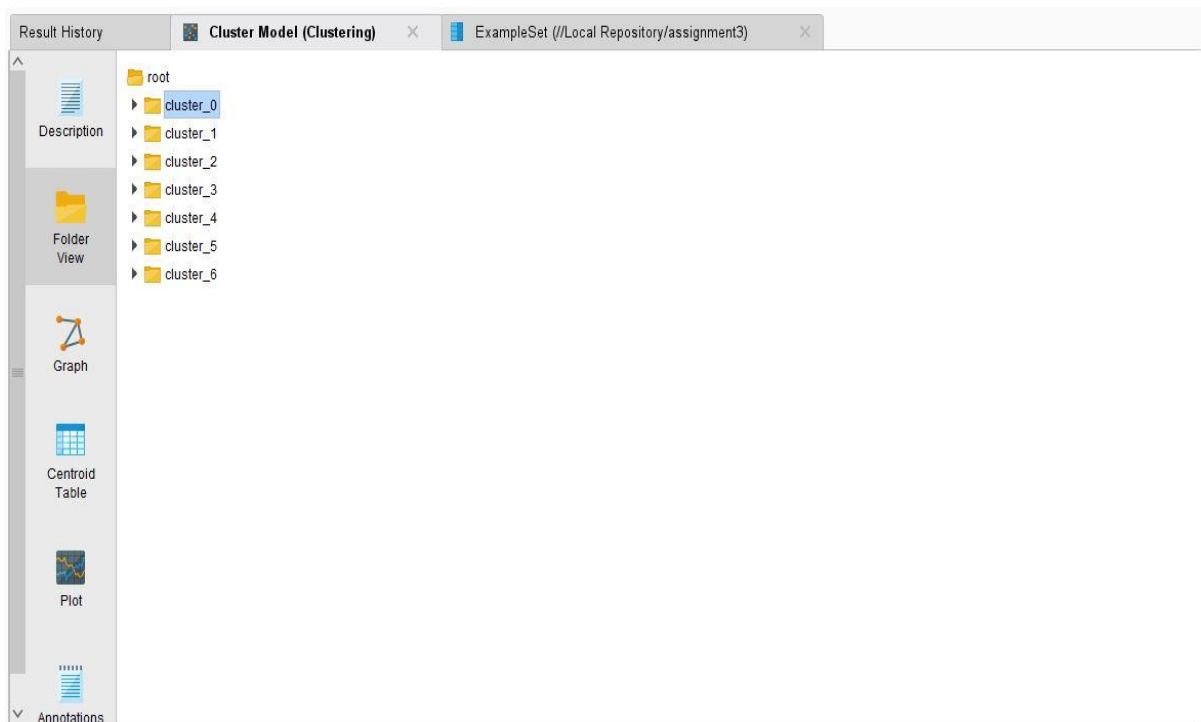 Result History
Cluster Model (Clustering)
ExampleSet (//Local Repository/assignment3)
Description
Folder
View
Graph
Centroid
Table
Plot
Annotations
root
cluster_0
cluster_1
cluster_2
cluster_3
cluster_4
cluster_5
cluster_6